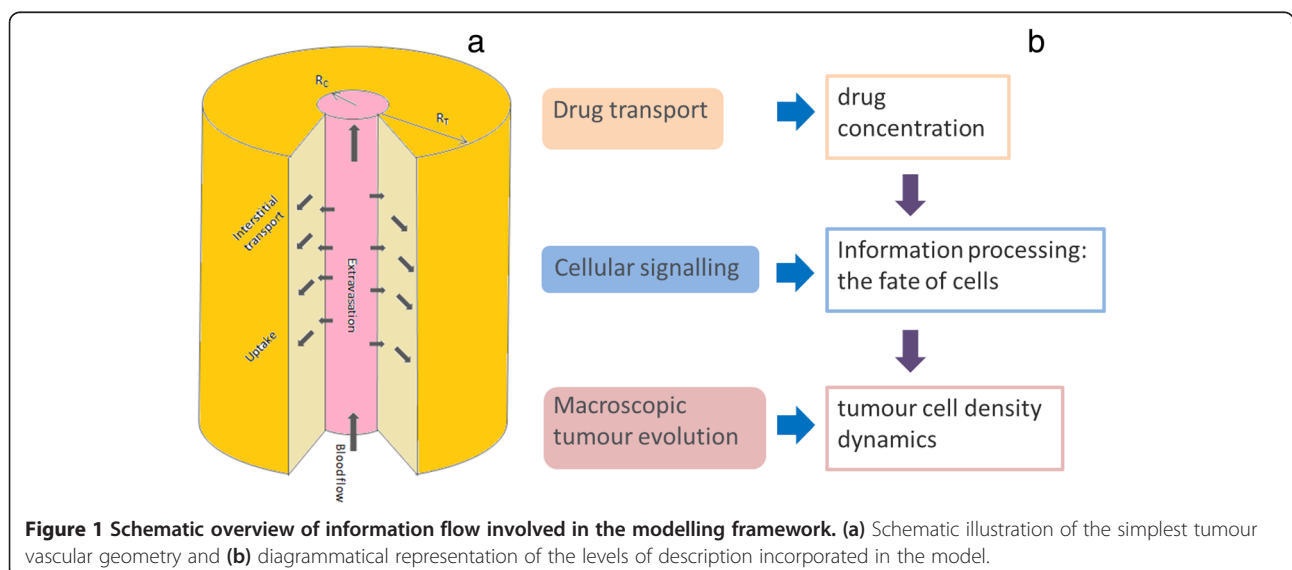 a
b
R_C
R_T
Interstitial
transport
Extravasation
Uptake
Bloodflow
Drug transport
drug
concentration
Cellular signalling
Information processing:
the fate of cells
Macroscopic
tumour evolution
tumour cell density
dynamics
Figure 1 Schematic overview of information flow involved in the modelling framework. (a) Schematic illustration of the simplest tumour
vascular geometry and (b) diagrammatical representation of the levels of description incorporated in the model.